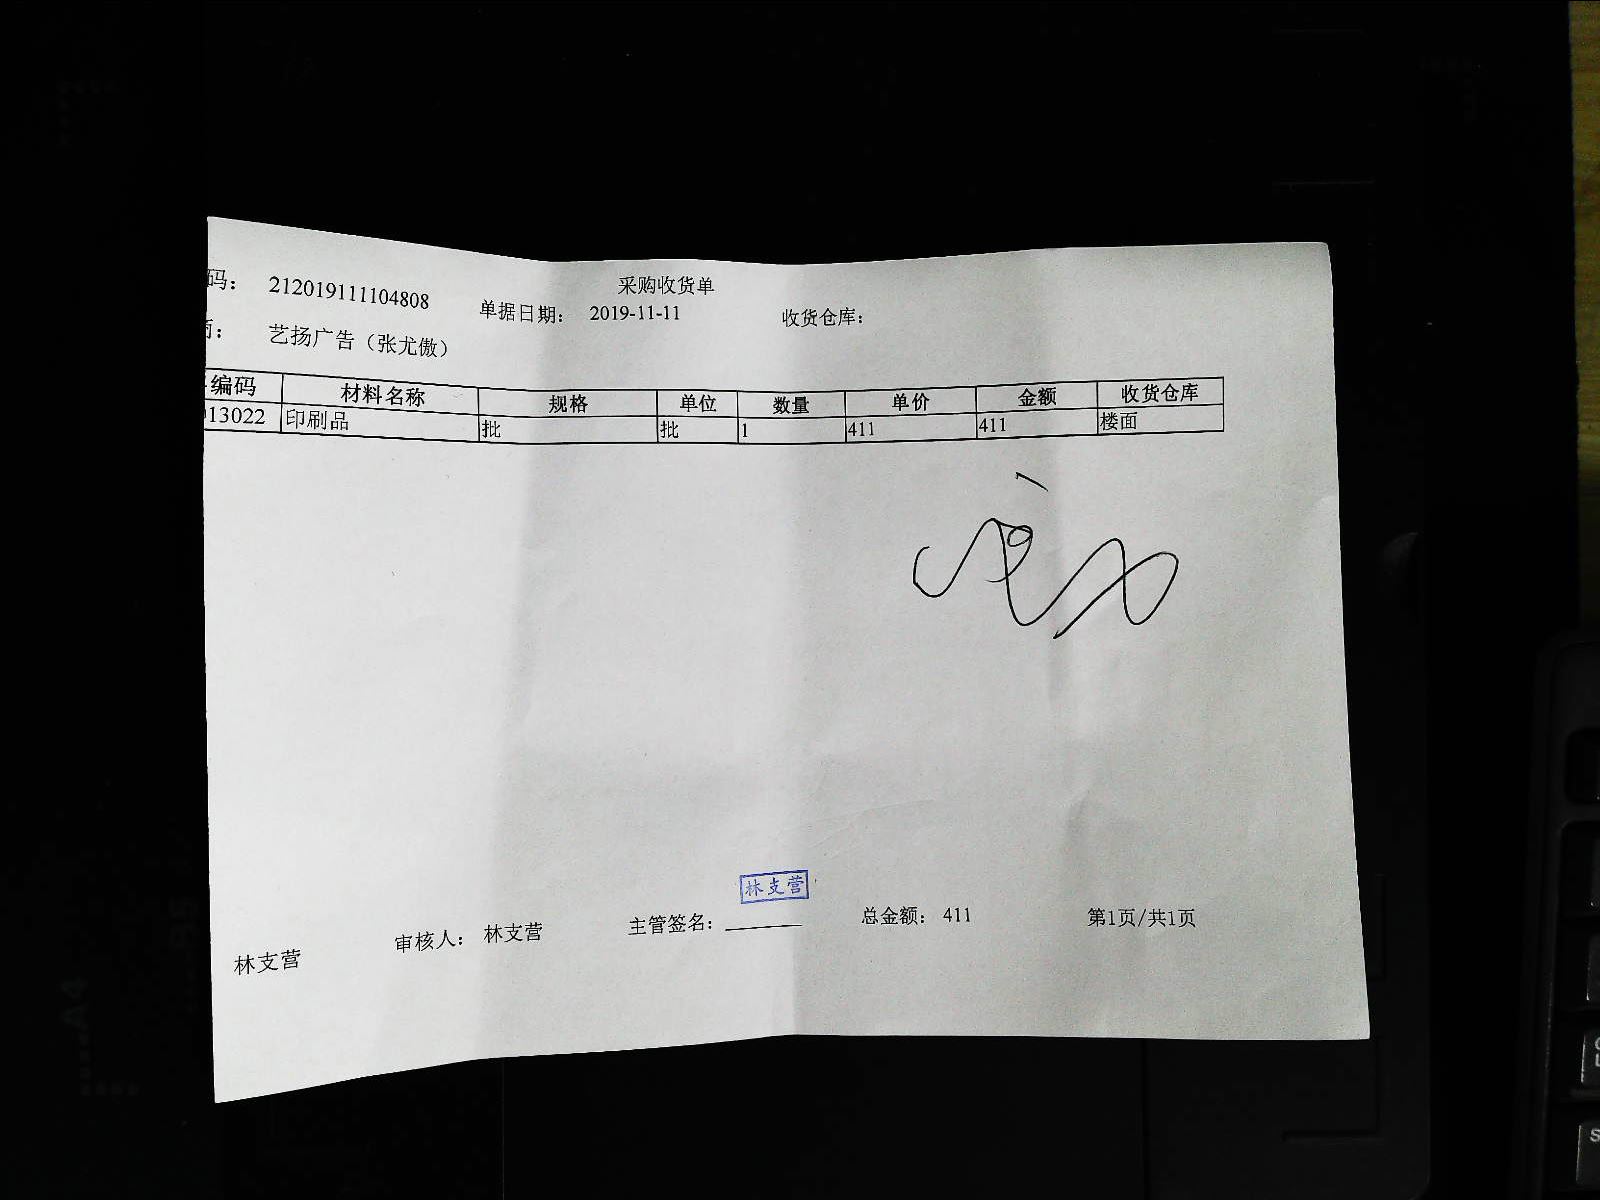 采购收货单
码: 212019111104808 单据日期: 2019-11-11 收货仓库:
商: 艺扬广告（张尤傲）
编码 材料名称 规格 单位 数量 单价 金额 收货仓库
13022 印刷品 批 批 1 411 411 楼面
林支营
林支营 审核人: 林支营 主管签名: 总金额: 411 第1页/共1页